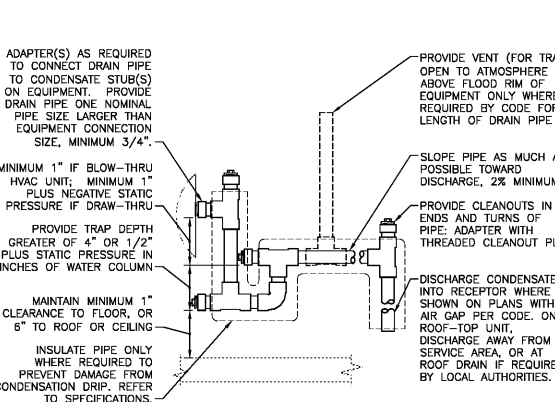 ADAPTER(S) AS REQUIRED
TO CONNECT DRAIN PIPE
TO CONDENSATE STUB(S)
ON EQUIPMENT. PROVIDE
DRAIN PIPE ONE NOMINAL
PIPE SIZE LARGER THAN
EQUIPMENT CONNECTION
SIZE, MINIMUM 3/4".
MINIMUM 1" IF BLOW-THRU
HVAC UNIT; MINIMUM 1"
PLUS NEGATIVE STATIC
PRESSURE IF DRAW-THRU
PROVIDE TRAP DEPTH
GREATER OF 4" OR 1/2"
PLUS STATIC PRESSURE IN
INCHES OF WATER COLUMN
MAINTAIN MINIMUM 1"
CLEARANCE TO FLOOR, OR
6" TO ROOF OR CEILING
INSULATE PIPE ONLY
WHERE REQUIRED TO
PREVENT DAMAGE FROM
CONDENSATION DRIP. REFER
TO SPECIFICATIONS.
PROVIDE VENT (FOR TRA
OPEN TO ATMOSPHERE
ABOVE FLOOD RIM OF
EQUIPMENT ONLY WHERE
REQUIRED BY CODE FOR
LENGTH OF DRAIN PIPE
SLOPE PIPE AS MUCH A
POSSIBLE TOWARD
DISCHARGE, 2% MINIMUM
PROVIDE CLEANOUTS IN
ENDS AND TURNS OF
PIPE: ADAPTER WITH
THREADED CLEANOUT PL
DISCHARGE CONDENSATE
INTO RECEPTOR WHERE
SHOWN ON PLANS WITH
AIR GAP PER CODE. ON
ROOF-TOP UNIT,
DISCHARGE AWAY FROM
SERVICE AREA, OR AT
ROOF DRAIN IF REQUIRE
BY LOCAL AUTHORITIES.